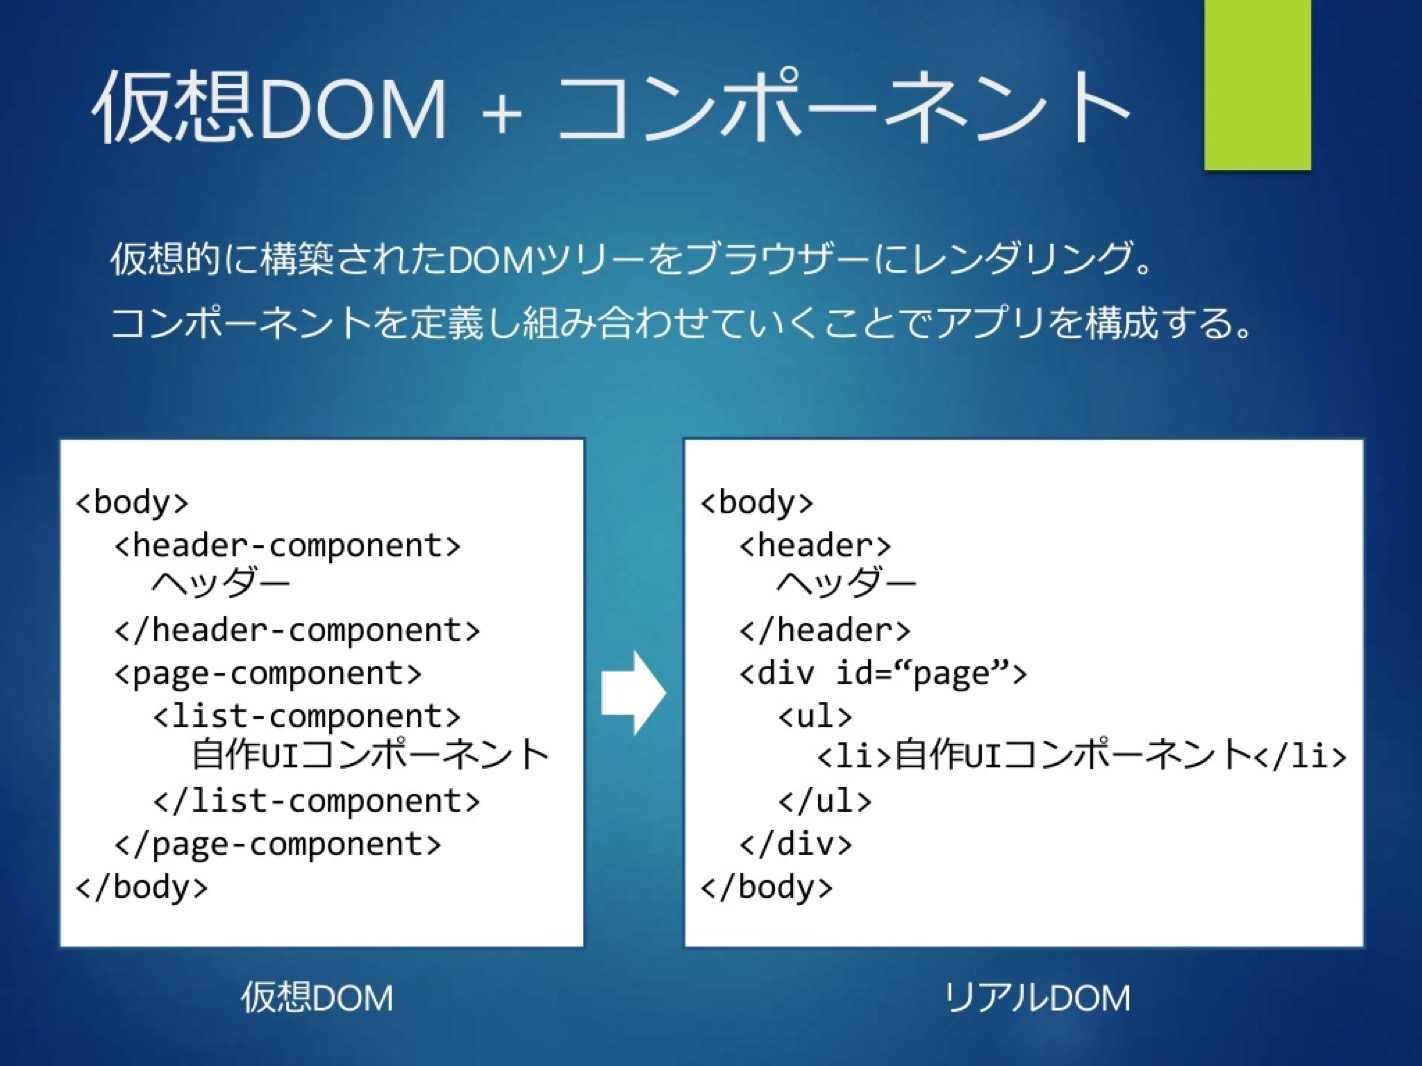 仮想DOM + コンポーネント
仮想的に構築されたDOMツリーをブラウザーにレンダリング。
コンポーネントを定義し組み合わせていくことでアプリを構成する。
<body>
  <header-component>
    ヘッダー
  </header-component>
  <page-component>
    <list-component>
      自作UIコンポーネント
    </list-component>
  </page-component>
</body>
仮想DOM
<body>
  <header>
    ヘッダー
  </header>
  <div id=“page”>
    <ul>
      <li>自作UIコンポーネント</li>
    </ul>
  </div>
</body>
リアルDOM